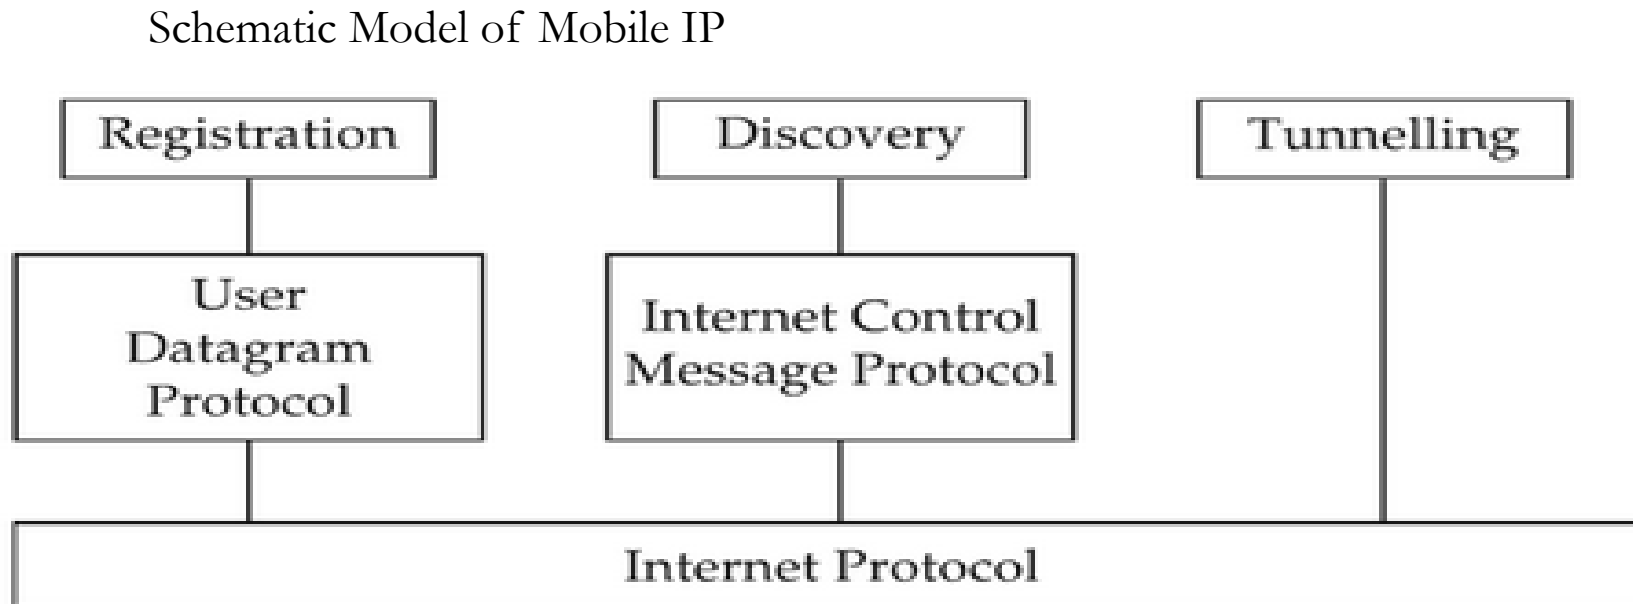 Schematic Model of Mobile IP
Registration
Discovery
Tunnelling
User
Datagram
Protocol
Internet Control
Message Protocol
Internet Protocol